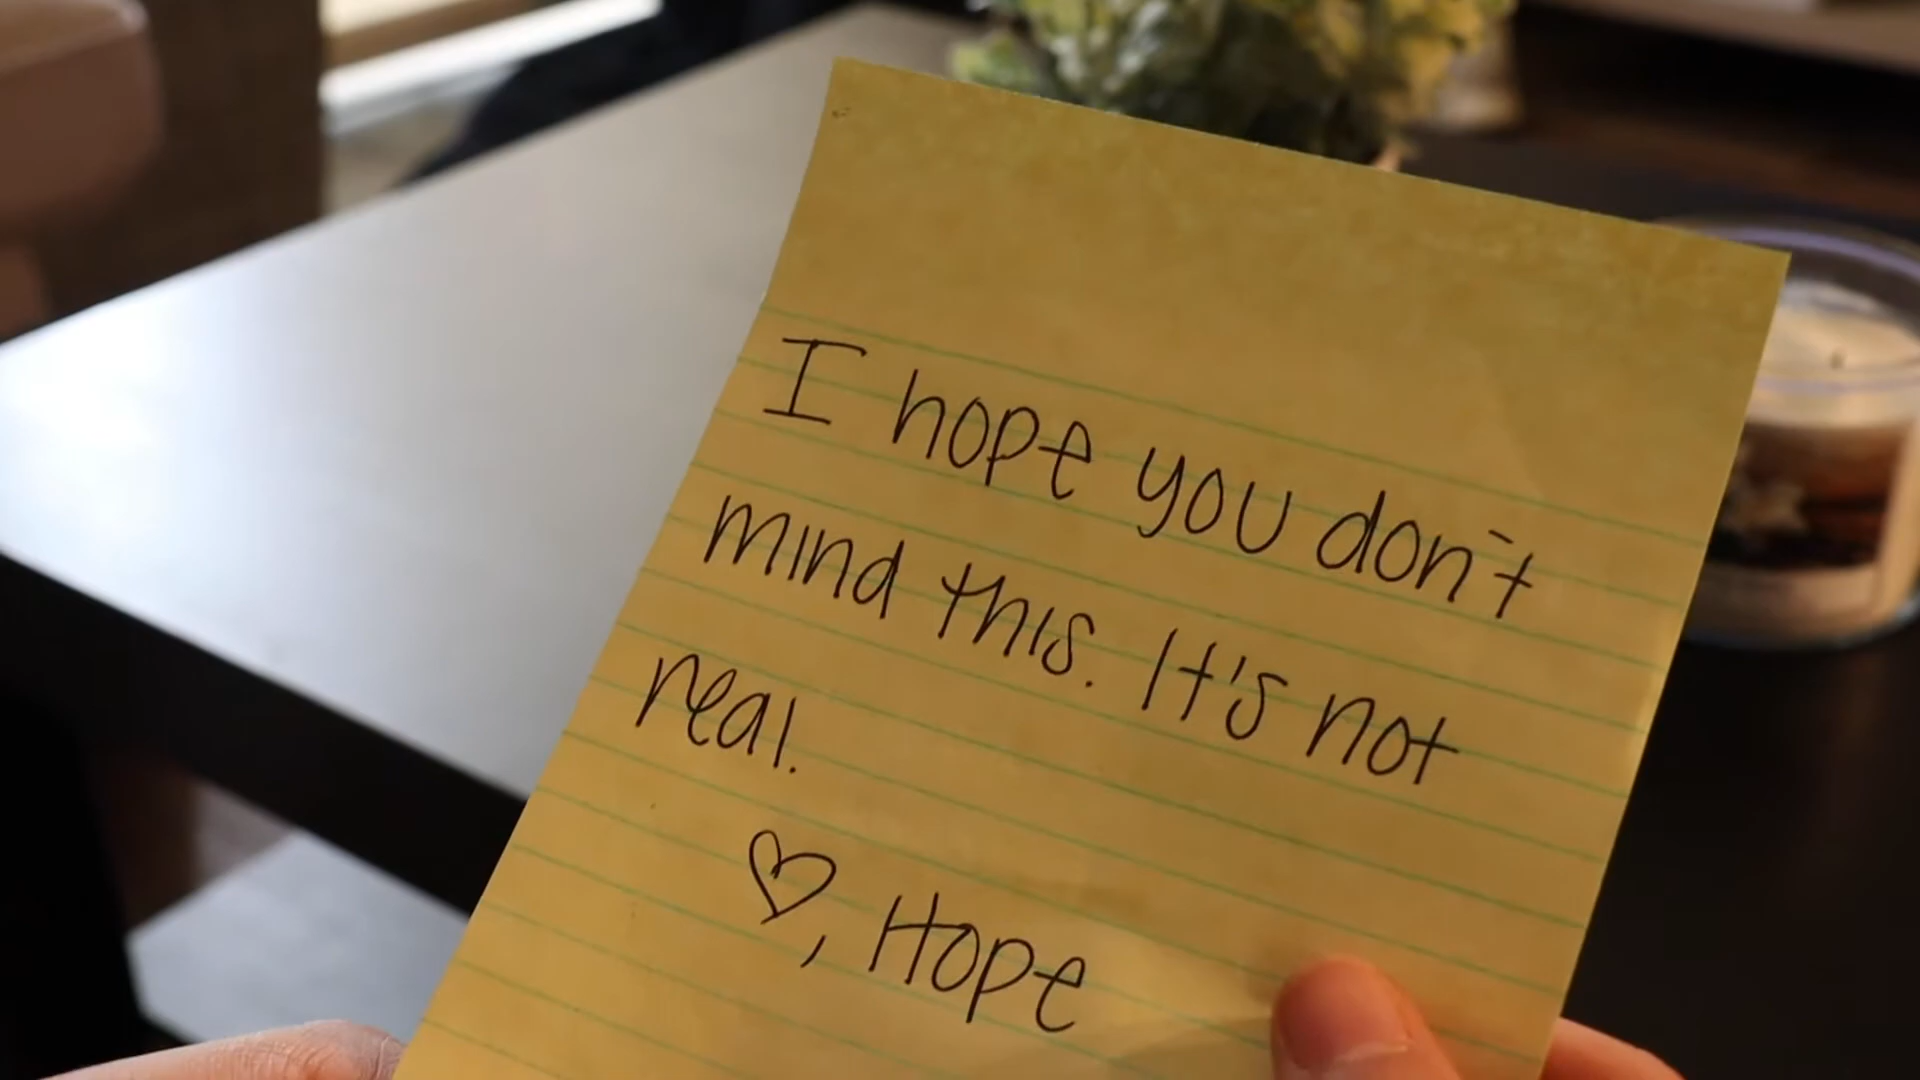 I hope you don't
mind this. It's not
real.
♡, Hope